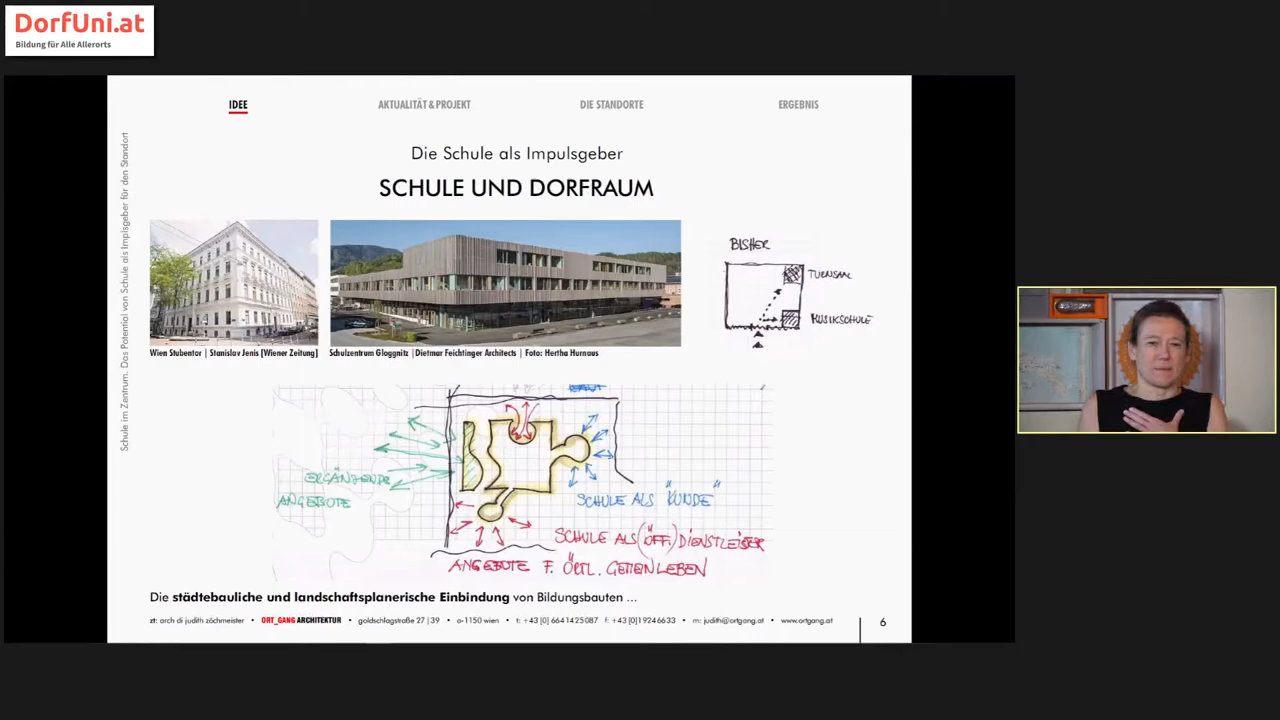 DorfUni.at
Bildung für Alle Allerorts
IDEE
AKTUALITÄT & PROJEKT
DIE STANDORTE
ERGEBNIS
Schule im Zentrum. Das Potential von Schule als Implsgeber für den Standort
Die Schule als Impulsgeber
SCHULE UND DORFRAUM
BISHER
TURNSAAL
MUSIKSCHULE
Wien Stubentor | Stanislav Jenis [Wiener Zeitung]
Schulzentrum Gloggnitz | Dietmar Feichtinger Architects | Foto: Hertha Hurnaus
ERGÄNZENDE
ANGEBOTE
SCHULE ALS "KUNDE"
SCHULE ALS (ÖFF.) DIENSTLEISTER
ANGEBOTE F. ÖRTL. GEMEINLEBEN
Die städtebauliche und landschaftsplanerische Einbindung von Bildungsbauten ...
zt: arch di judith zöchmeister • ORT_GANG ARCHITEKTUR • goldschlagstraße 27 | 39 • a-1150 wien • t: +43 [0] 664 1425087 f: +43 [0]1 9246633 • m: judith@ortgang.at • www.ortgang.at
6